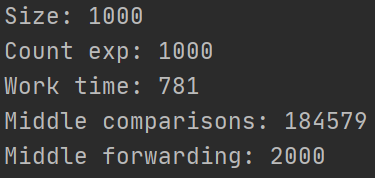 Size: 1000
Count exp: 1000
Work time: 781
Middle comparisons: 184579
Middle forwarding: 2000